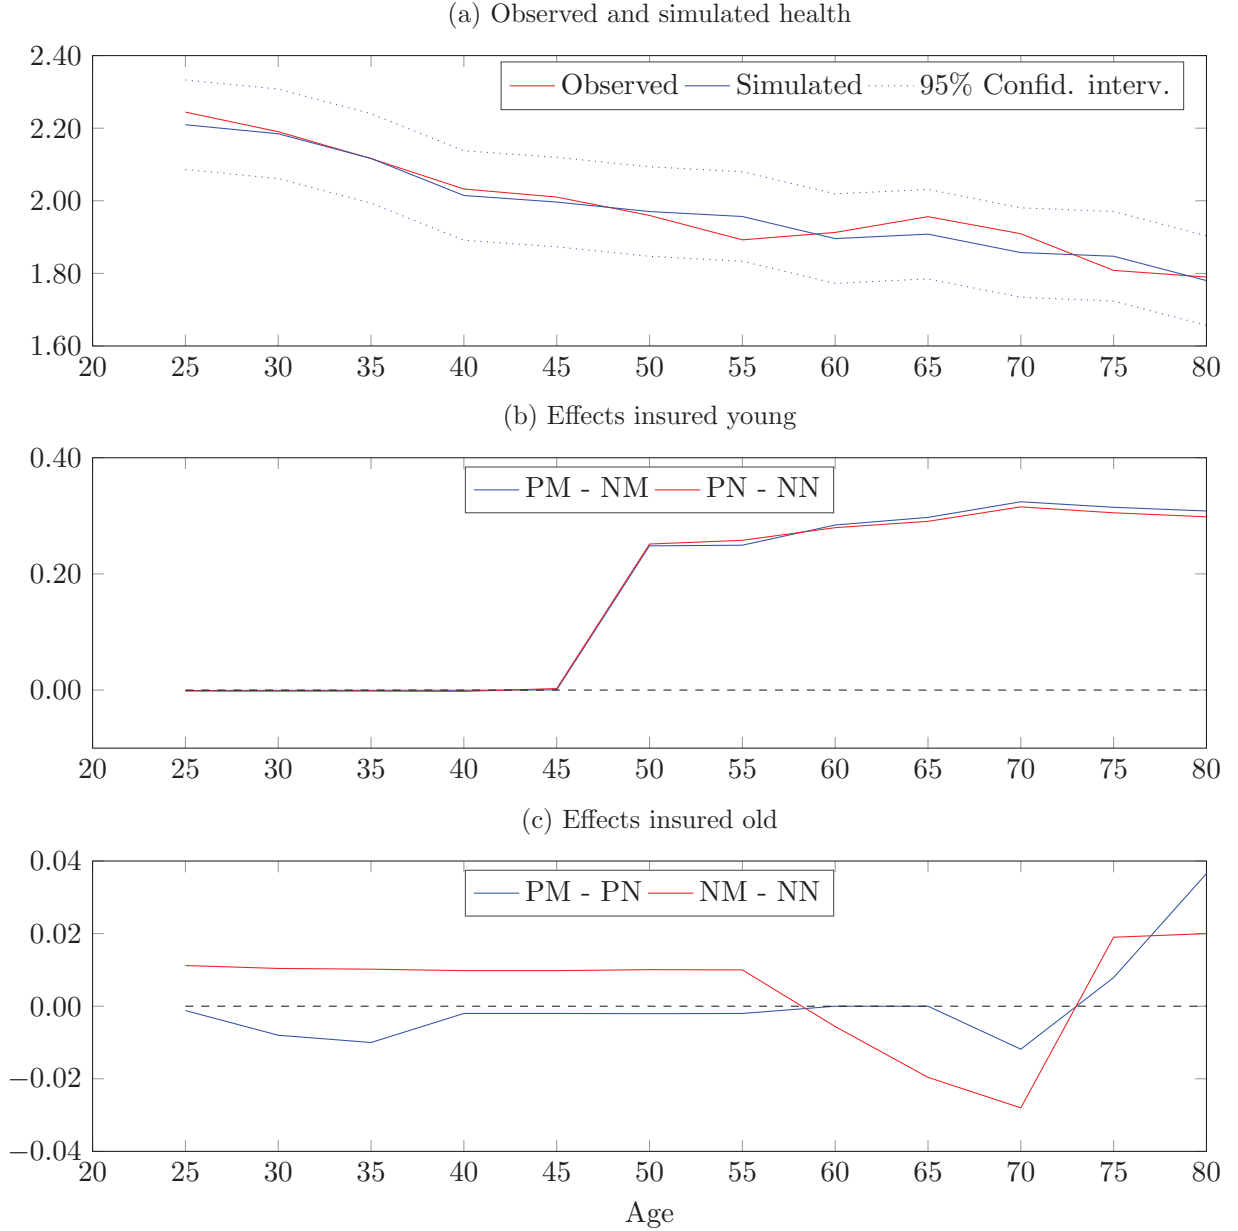 (a) Observed and simulated health
2.40
2.20
2.00
1.80
1.60
Observed Simulated 95% Confid. interv.
20 25 30 35 40 45 50 55 60 65 70 75 80
(b) Effects insured young
0.40
0.20
0.00
PM - NM PN - NN
20 25 30 35 40 45 50 55 60 65 70 75 80
(c) Effects insured old
0.04
0.02
0.00
−0.02
−0.04
PM - PN NM - NN
20 25 30 35 40 45 50 55 60 65 70 75 80
Age